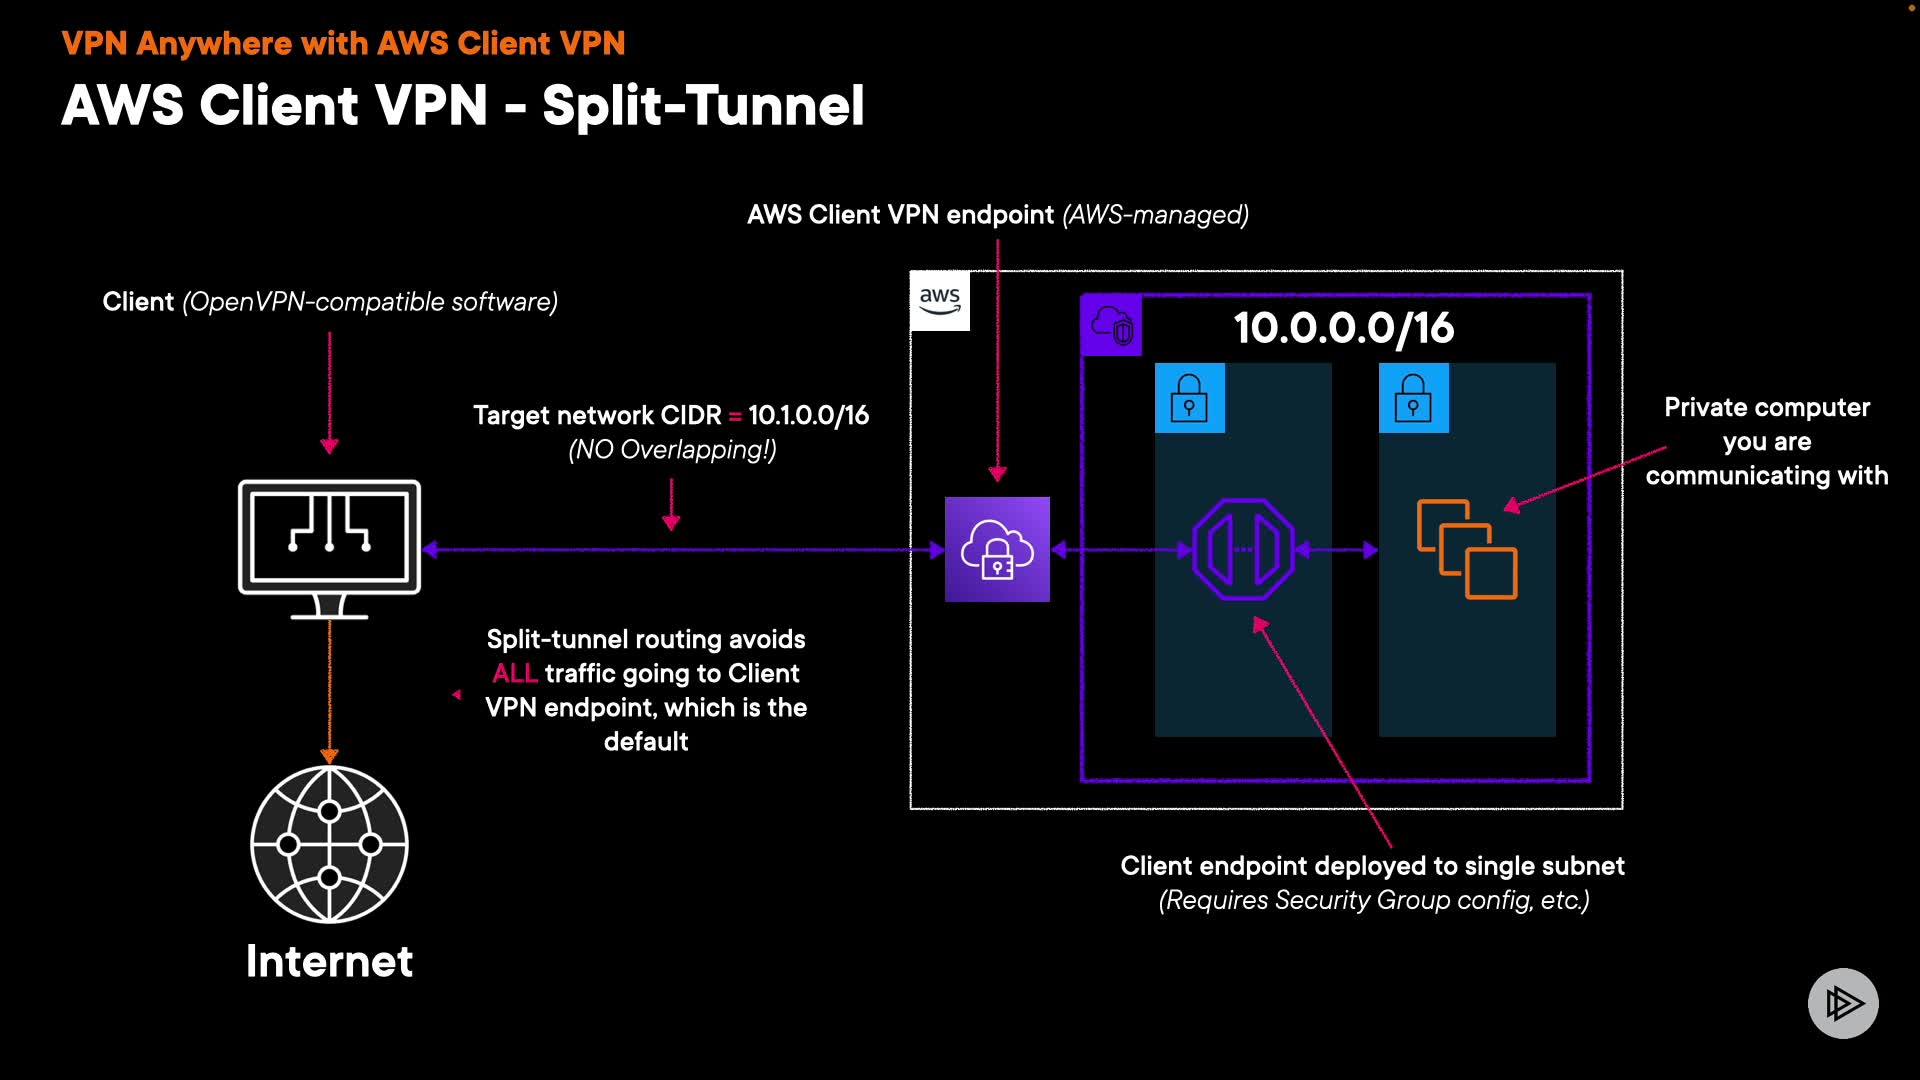 VPN Anywhere with AWS Client VPN
AWS Client VPN - Split-Tunnel
AWS Client VPN endpoint (AWS-managed)
Client (OpenVPN-compatible software)
aws
10.0.0.0/16
Target network CIDR = 10.1.0.0/16
(NO Overlapping!)
Private computer
you are
communicating with
Split-tunnel routing avoids
ALL traffic going to Client
VPN endpoint, which is the
default
Client endpoint deployed to single subnet
(Requires Security Group config, etc.)
Internet